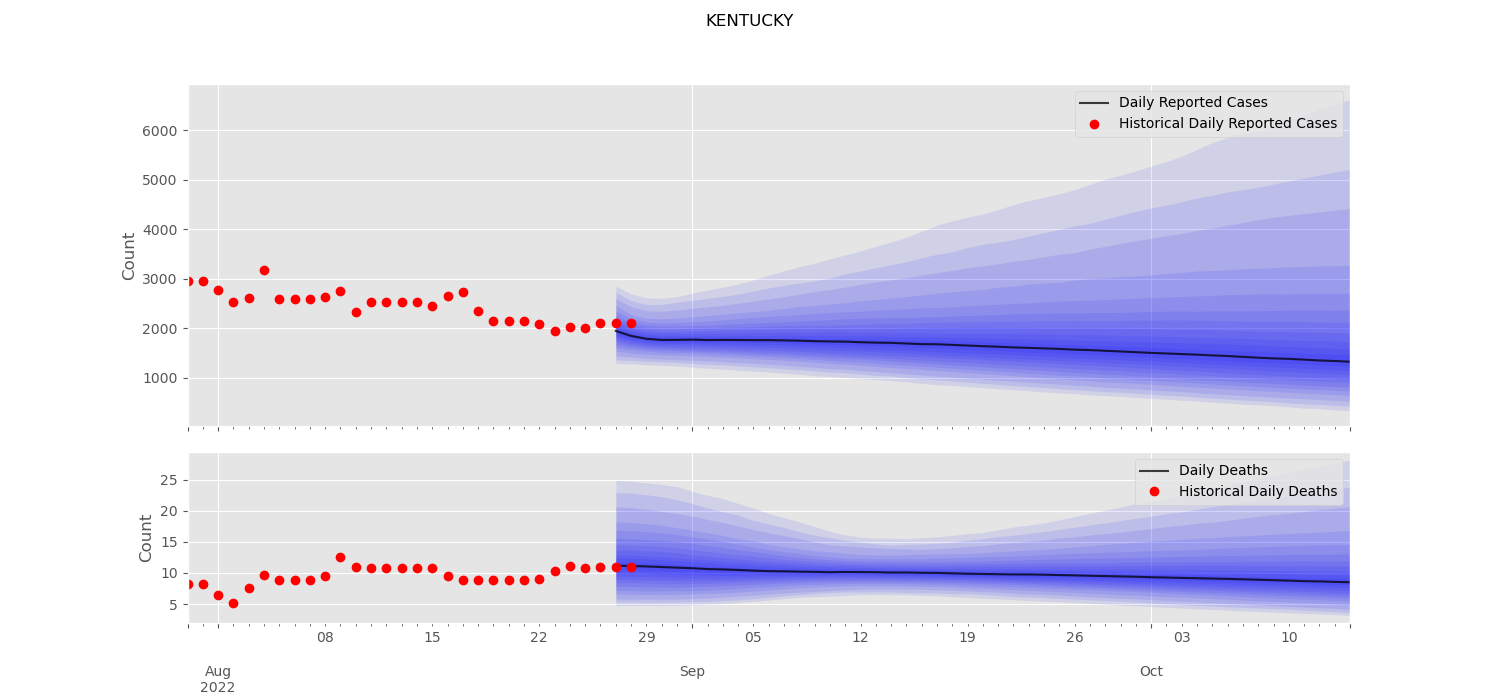 KENTUCKY
Daily Reported Cases
Historical Daily Reported Cases
6000
5000
4000
3000
2000
1000
Count
Daily Deaths
Historical Daily Deaths
25
20
15
10
5
Count
08 15 22 29 05 12 19 26 03 10
Aug Sep Oct
2022